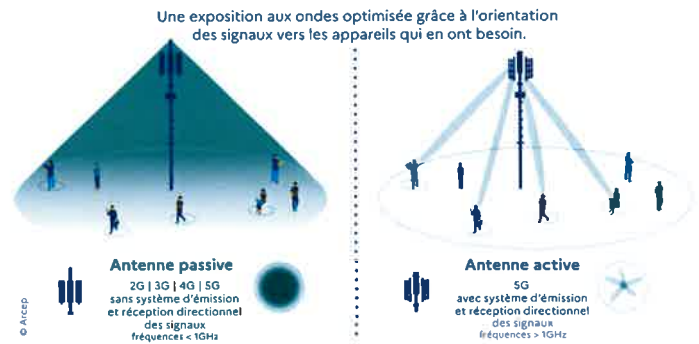 Une exposition aux ondes optimisée grâce à l'orientation
des signaux vers les appareils qui en ont besoin.
Antenne passive
2G | 3G | 4G | 5G
sans système d'émission
et réception directionnel
des signaux
fréquences < 1GHz
Antenne active
5G
avec système d'émission
et réception directionnel
des signaux
fréquences > 1GHz
© Arcep